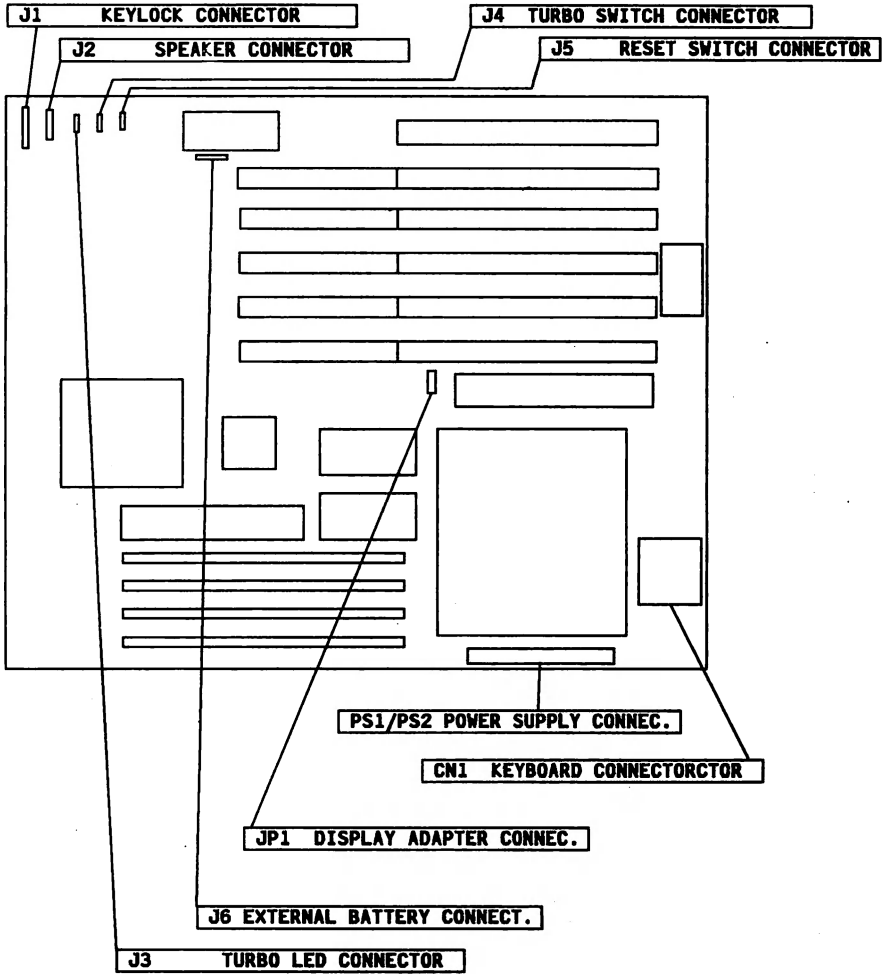 J1 KEYLOCK CONNECTOR
J4 TURBO SWITCH CONNECTOR
J2 SPEAKER CONNECTOR
J5 RESET SWITCH CONNECTOR
PS1/PS2 POWER SUPPLY CONNEC.
CN1 KEYBOARD CONNECTORCTOR
JP1 DISPLAY ADAPTER CONNEC.
J6 EXTERNAL BATTERY CONNECT.
J3 TURBO LED CONNECTOR